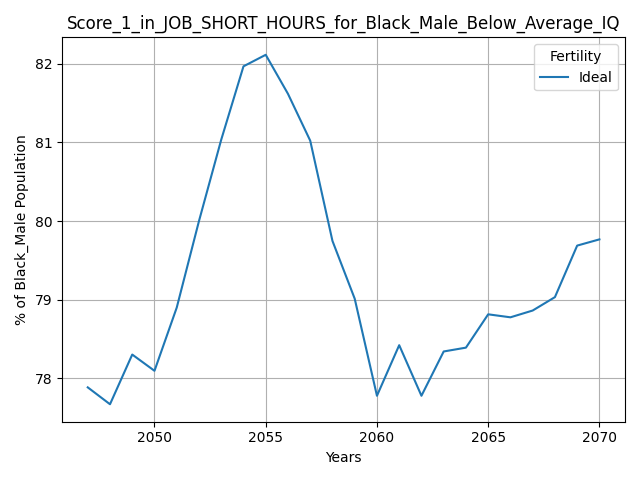 Score_1_in_JOB_SHORT_HOURS_for_Black_Male_Below_Average_IQ
Fertility
Ideal
% of Black_Male Population
82
81
80
79
78
2050 2055 2060 2065 2070
Years